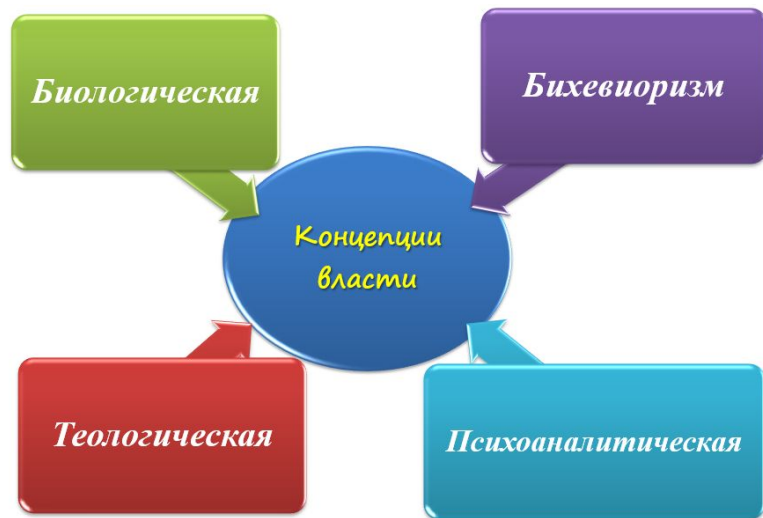 Биологическая
Бихевиоризм
Концепции
власти
Теологическая
Психоаналитическая